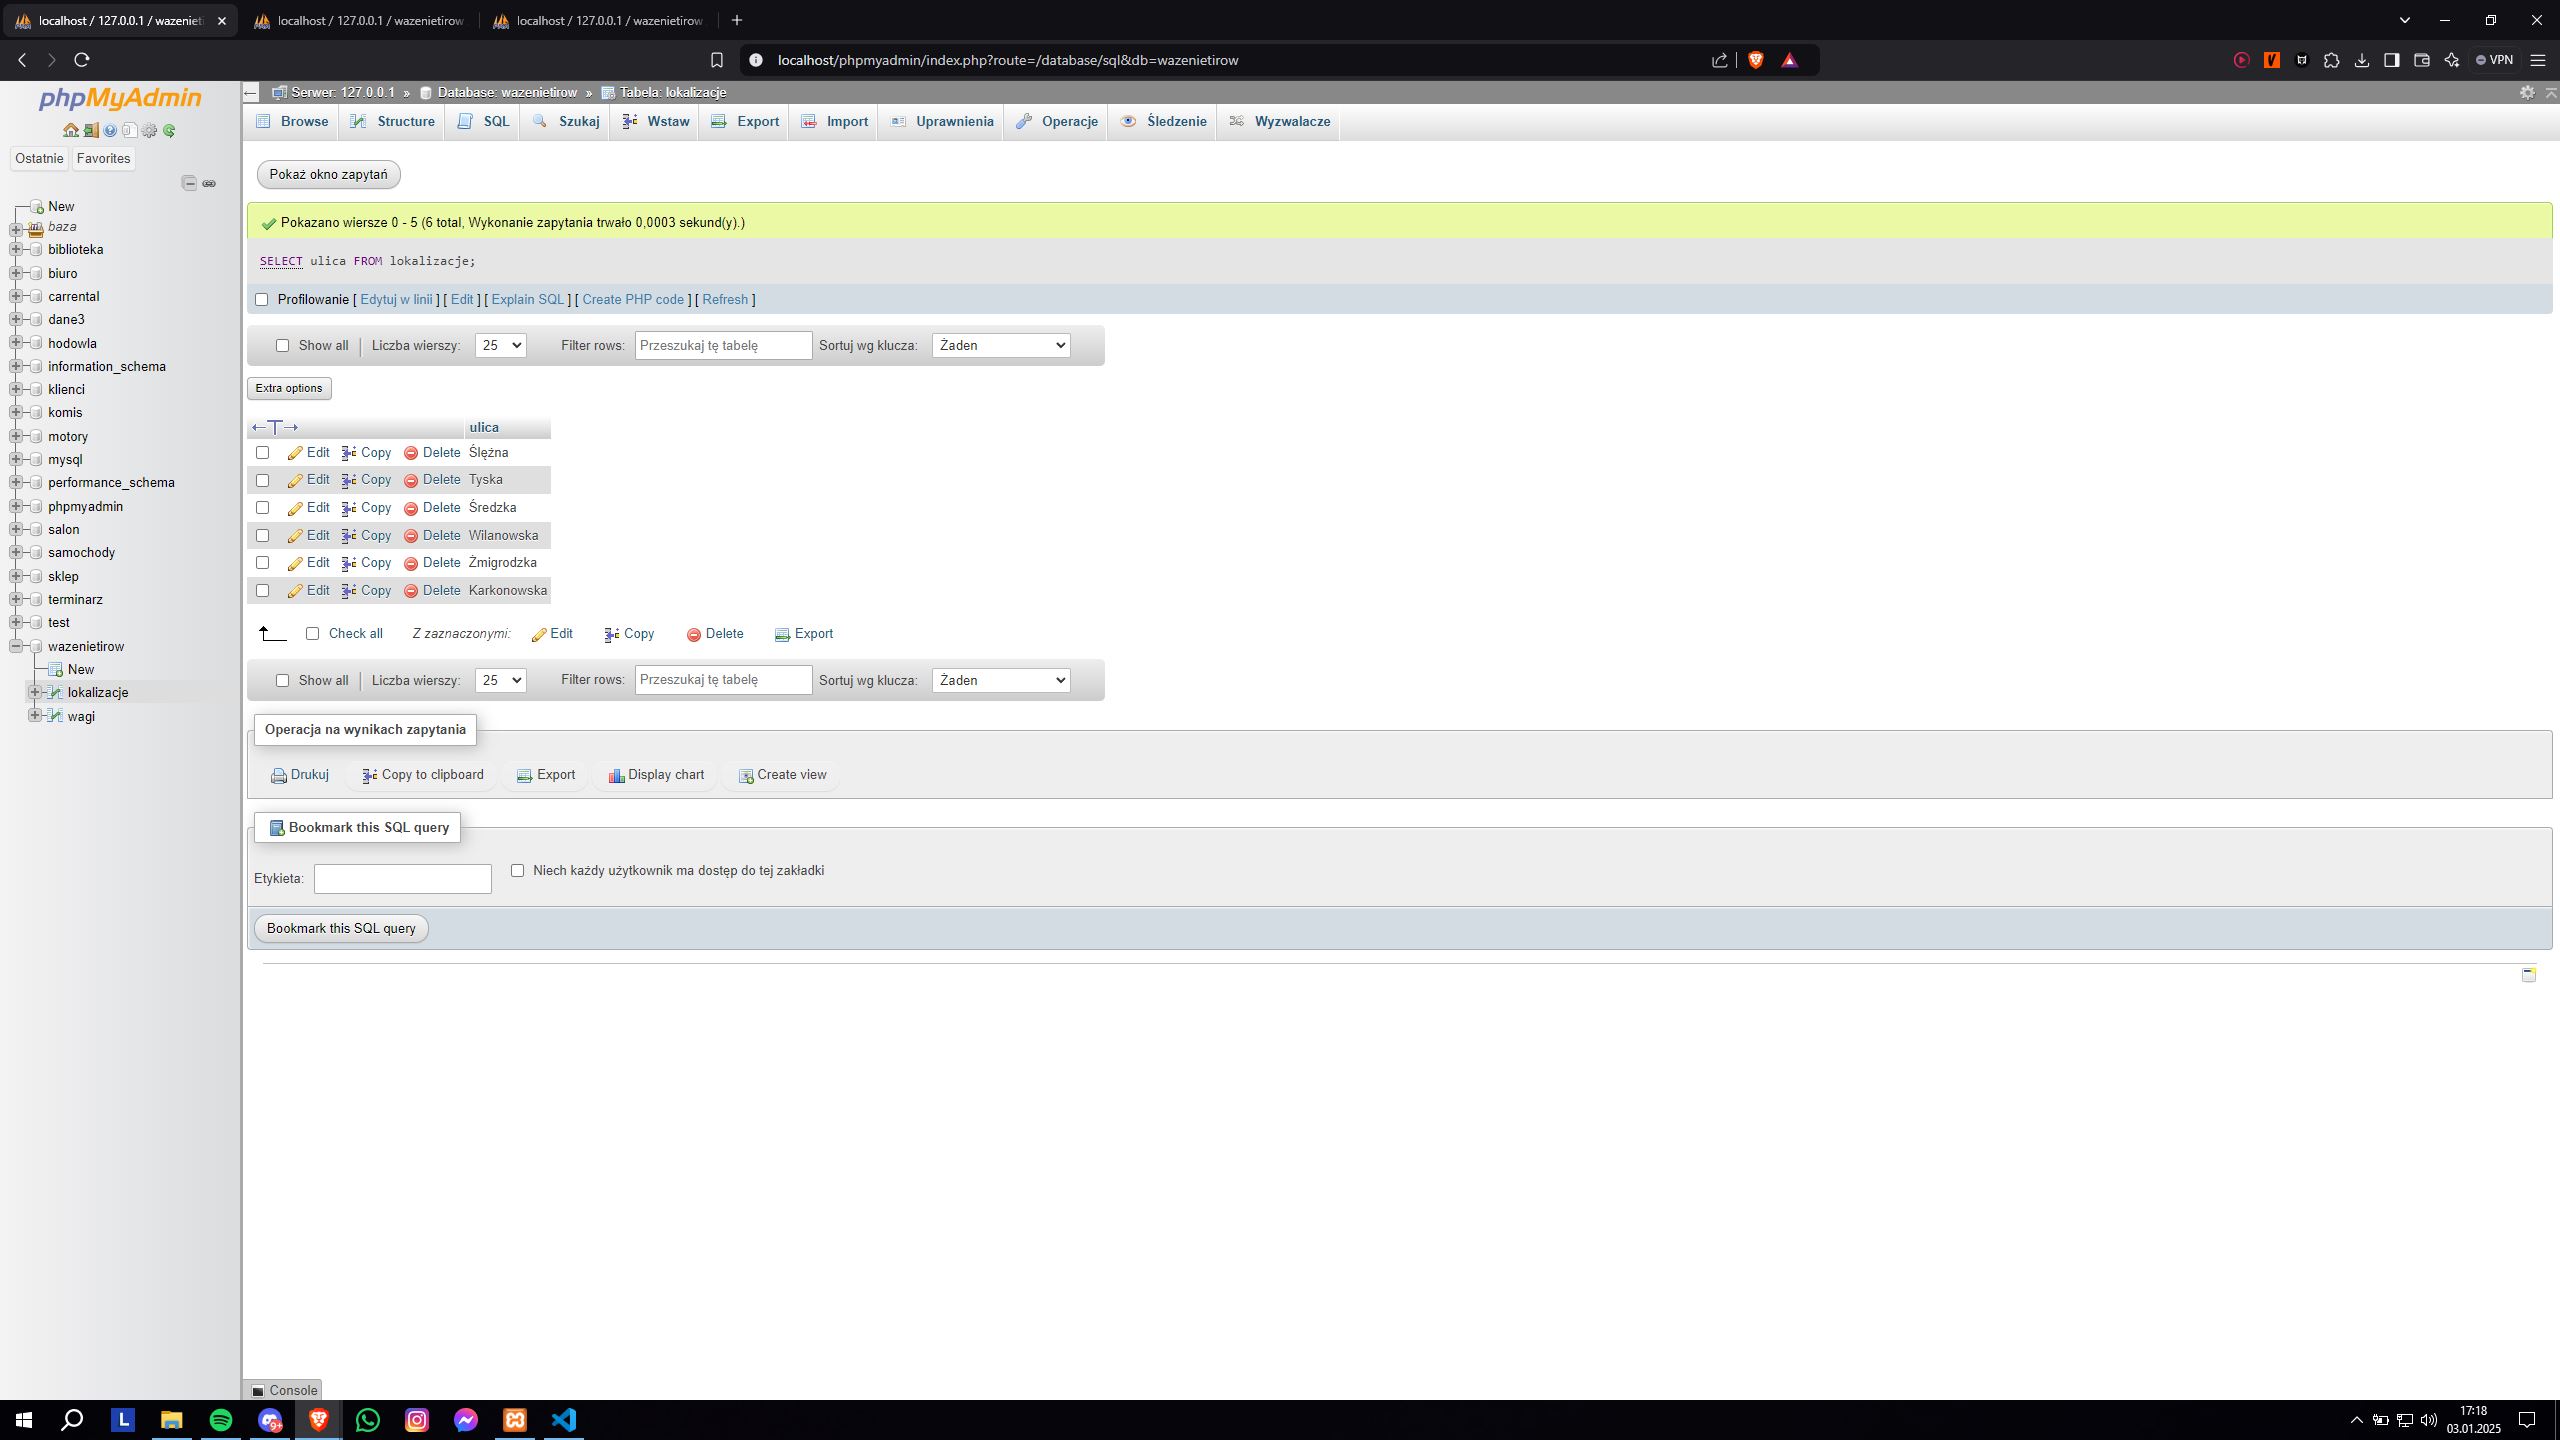 localhost / 127.0.0.1 / wazenieti
localhost / 127.0.0.1 / wazenietirow
localhost / 127.0.0.1 / wazenietirow
localhost/phpmyadmin/index.php?route=/database/sql&db=wazenietirow
VPN
phpMyAdmin
Serwer: 127.0.0.1 » Database: wazenietirow » Tabela: lokalizacje
Browse Structure SQL Szukaj Wstaw Export Import Uprawnienia Operacje Śledzenie Wyzwalacze
Ostatnie Favorites
New
baza
biblioteka
biuro
carrental
dane3
hodowla
information_schema
klienci
komis
motory
mysql
performance_schema
phpmyadmin
salon
samochody
sklep
terminarz
test
wazenietirow
New
lokalizacje
wagi
Pokaż okno zapytań
Pokazano wiersze 0 - 5 (6 total, Wykonanie zapytania trwało 0,0003 sekund(y).)
SELECT ulica FROM lokalizacje;
Profilowanie [ Edytuj w linii ] [ Edit ] [ Explain SQL ] [ Create PHP code ] [ Refresh ]
Show all | Liczba wierszy: 25 Filter rows: Przeszukaj tę tabelę Sortuj wg klucza: Żaden
Extra options
←T→ ulica
Edit Copy Delete Ślężna
Edit Copy Delete Tyska
Edit Copy Delete Średzka
Edit Copy Delete Wilanowska
Edit Copy Delete Żmigrodzka
Edit Copy Delete Karkonowska
Check all Z zaznaczonymi: Edit Copy Delete Export
Show all | Liczba wierszy: 25 Filter rows: Przeszukaj tę tabelę Sortuj wg klucza: Żaden
Operacja na wynikach zapytania
Drukuj Copy to clipboard Export Display chart Create view
Bookmark this SQL query
Etykieta: Niech każdy użytkownik ma dostęp do tej zakładki
Bookmark this SQL query
Console
L
9+
17:18
03.01.2025